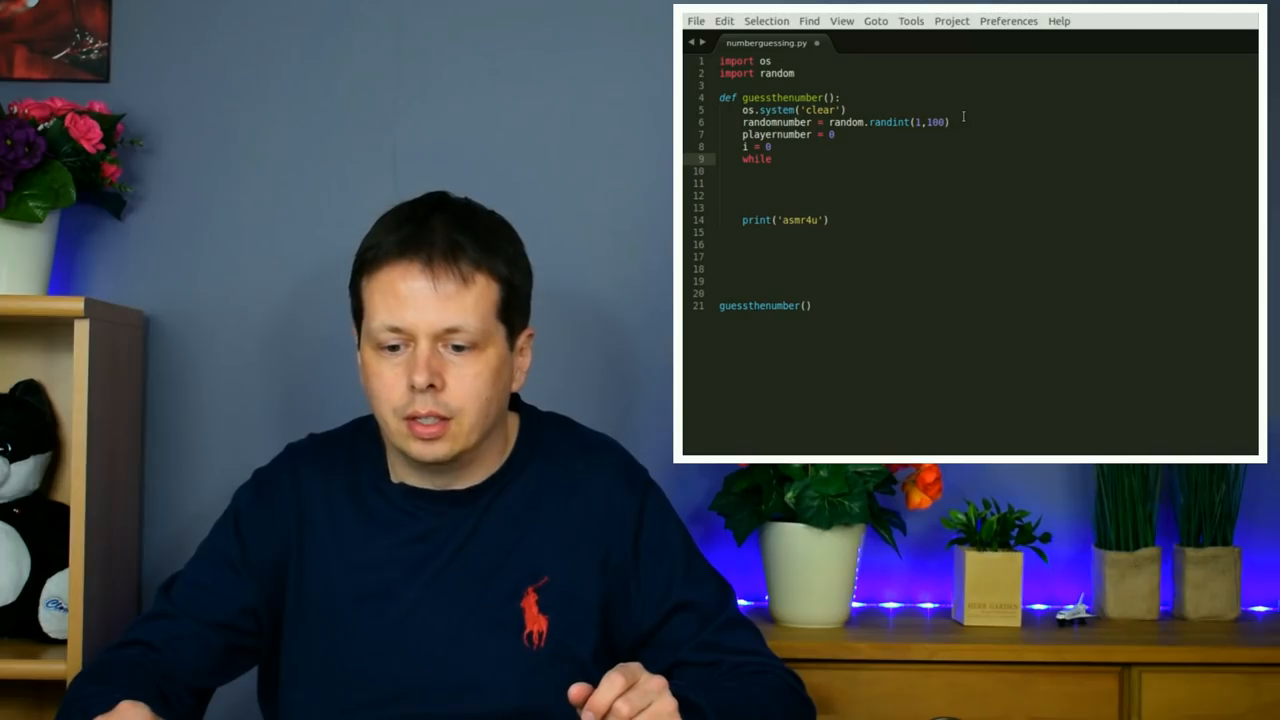 File Edit Selection Find View Goto Tools Project Preferences Help
numberguessing.py
1 import os
2 import random
3
4 def guessthenumber():
5 os.system('clear')
6 randomnumber = random.randint(1,100)
7 playernumber = 0
8 i = 0
9 while
10
11
12
13
14 print('asmr4u')
15
16
17
18
19
20
21 guessthenumber()
HERB GARDEN